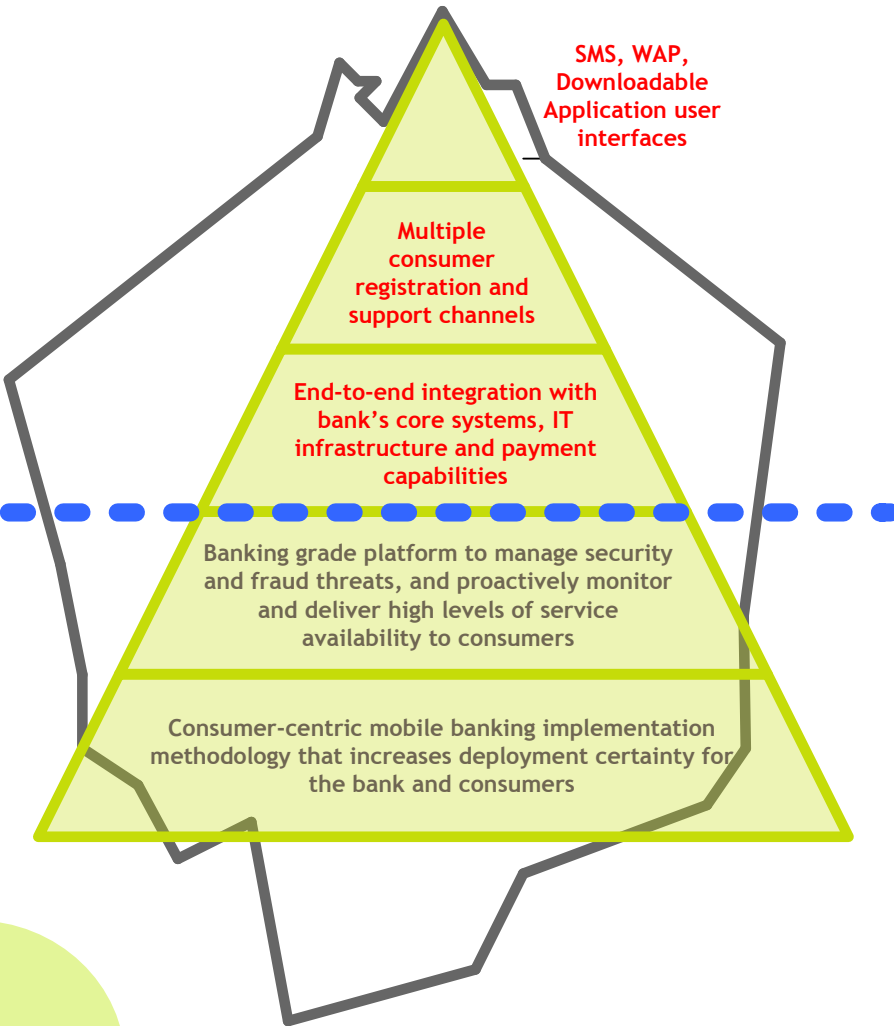 SMS, WAP,
Downloadable
Application user
interfaces
Multiple
consumer
registration and
support channels
End-to-end integration with
bank’s core systems, IT
infrastructure and payment
capabilities
Banking grade platform to manage security
and fraud threats, and proactively monitor
and deliver high levels of service
availability to consumers
Consumer-centric mobile banking implementation
methodology that increases deployment certainty for
the bank and consumers